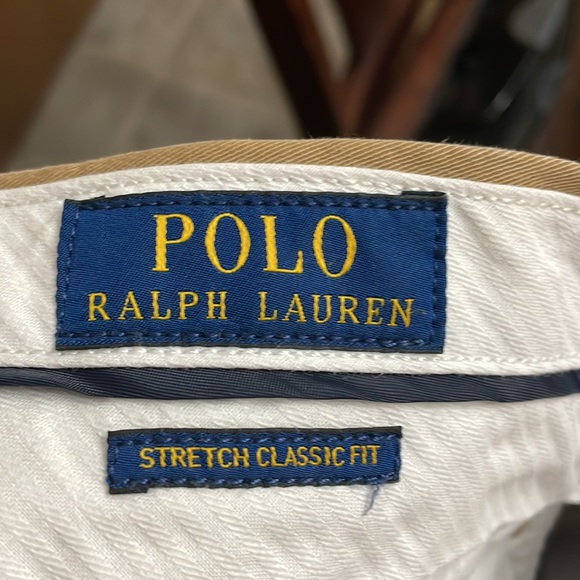 POLO
RALPH LAUREN
STRETCH CLASSIC FIT